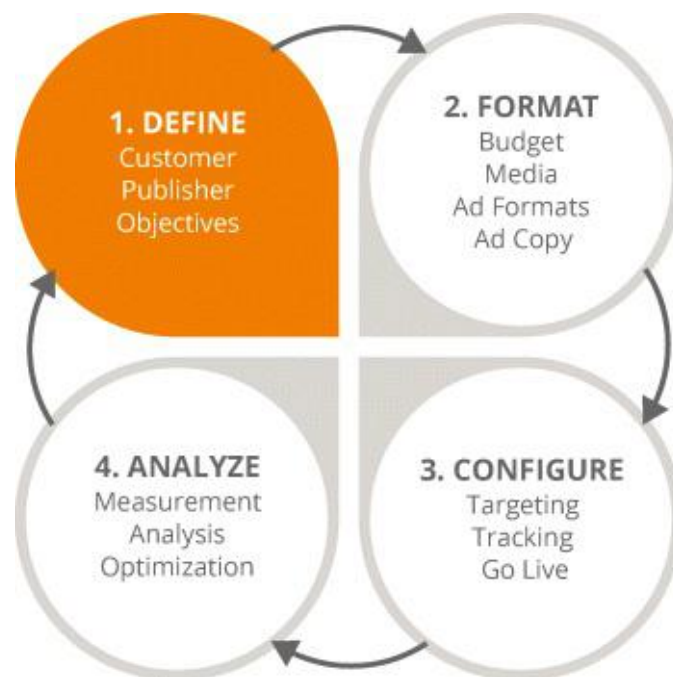 1. DEFINE
Customer
Publisher
Objectives
2. FORMAT
Budget
Media
Ad Formats
Ad Copy
3. CONFIGURE
Targeting
Tracking
Go Live
4. ANALYZE
Measurement
Analysis
Optimization